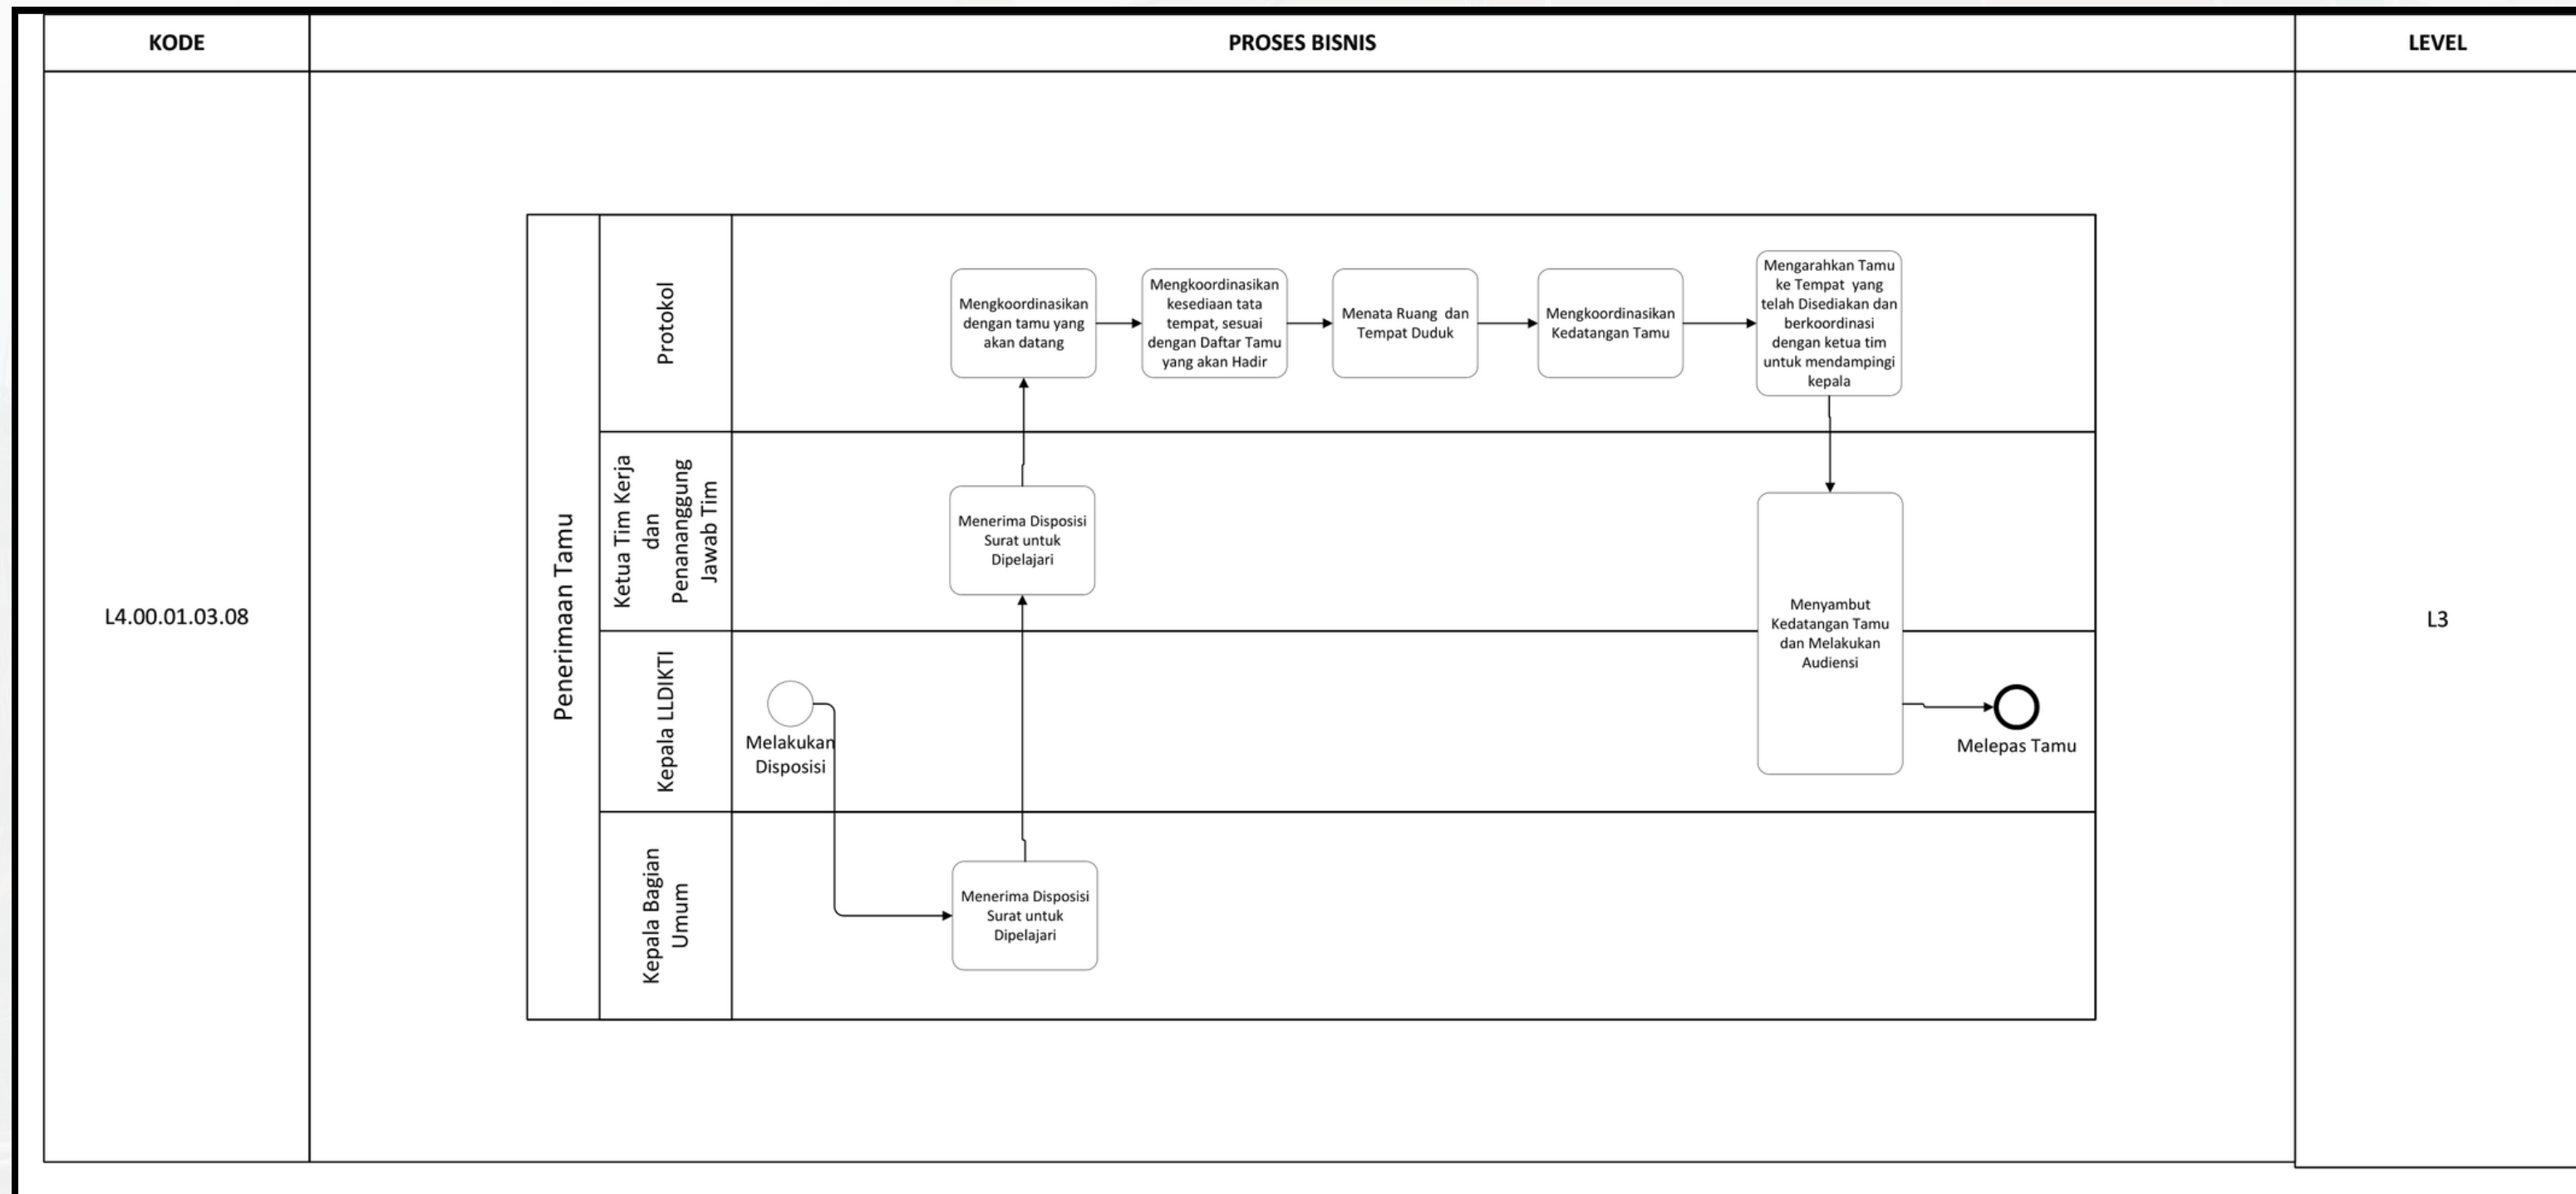 KODE
PROSES BISNIS
LEVEL
L4.00.01.03.08
Penerimaan Tamu
Protokol
Mengkoordinasikan
dengan tamu yang
akan datang
Mengkoordinasikan
kesediaan tata
tempat, sesuai
dengan Daftar Tamu
yang akan Hadir
Menata Ruang dan
Tempat Duduk
Mengkoordinasikan
Kedatangan Tamu
Mengarahkan Tamu
ke Tempat yang
telah Disediakan dan
berkoordinasi
dengan ketua tim
untuk mendampingi
kepala
Ketua Tim Kerja
dan
Penananggung
Jawab Tim
Menerima Disposisi
Surat untuk
Dipelajari
Menyambut
Kedatangan Tamu
dan Melakukan
Audiensi
Kepala LLDIKTI
Melakukan
Disposisi
Melepas Tamu
Kepala Bagian
Umum
Menerima Disposisi
Surat untuk
Dipelajari
L3